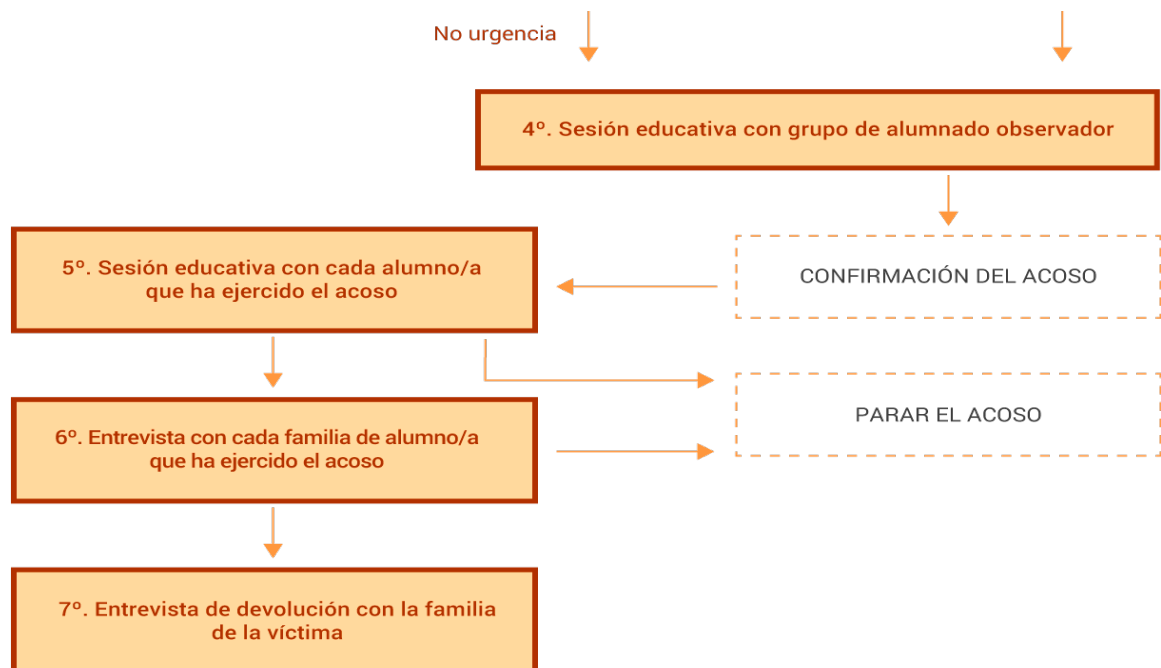 No urgencia
4º. Sesión educativa con grupo de alumnado observador
5º. Sesión educativa con cada alumno/a
que ha ejercido el acoso
CONFIRMACIÓN DEL ACOSO
PARAR EL ACOSO
6º. Entrevista con cada familia de alumno/a
que ha ejercido el acoso
7º. Entrevista de devolución con la familia
de la víctima